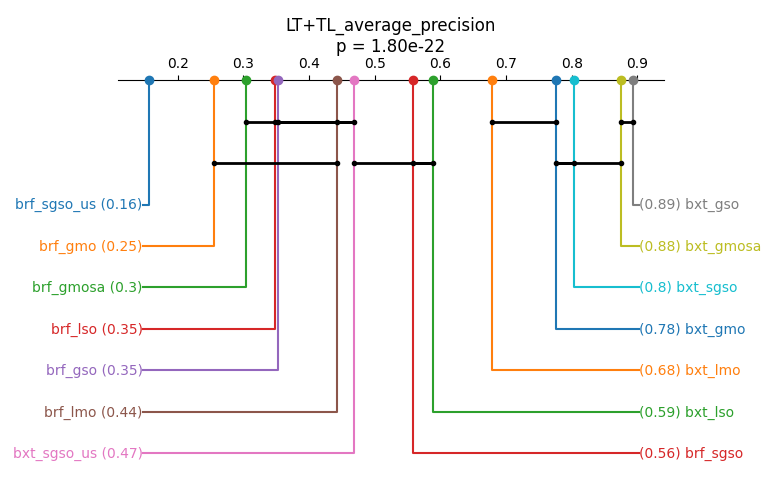 LT+TL_average_precision
p = 1.80e-22
0.2 0.3 0.4 0.5 0.6 0.7 0.8 0.9
brf_sgso_us (0.16) (0.89) bxt_gso
brf_gmo (0.25) (0.88) bxt_gmosa
brf_gmosa (0.3) (0.8) bxt_sgso
brf_lso (0.35) (0.78) bxt_gmo
brf_gso (0.35) (0.68) bxt_lmo
brf_lmo (0.44) (0.59) bxt_lso
bxt_sgso_us (0.47) (0.56) brf_sgso